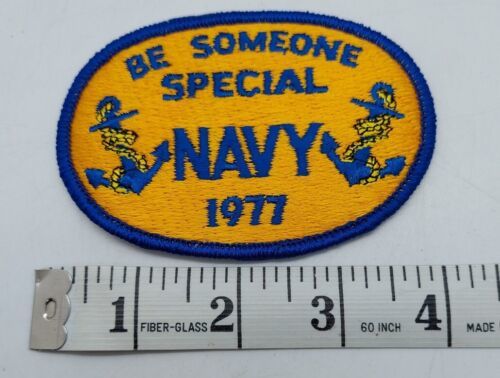 BE SOMEONE
SPECIAL
NAVY
1977
1 2 3 4
FIBER-GLASS 60 INCH MADE